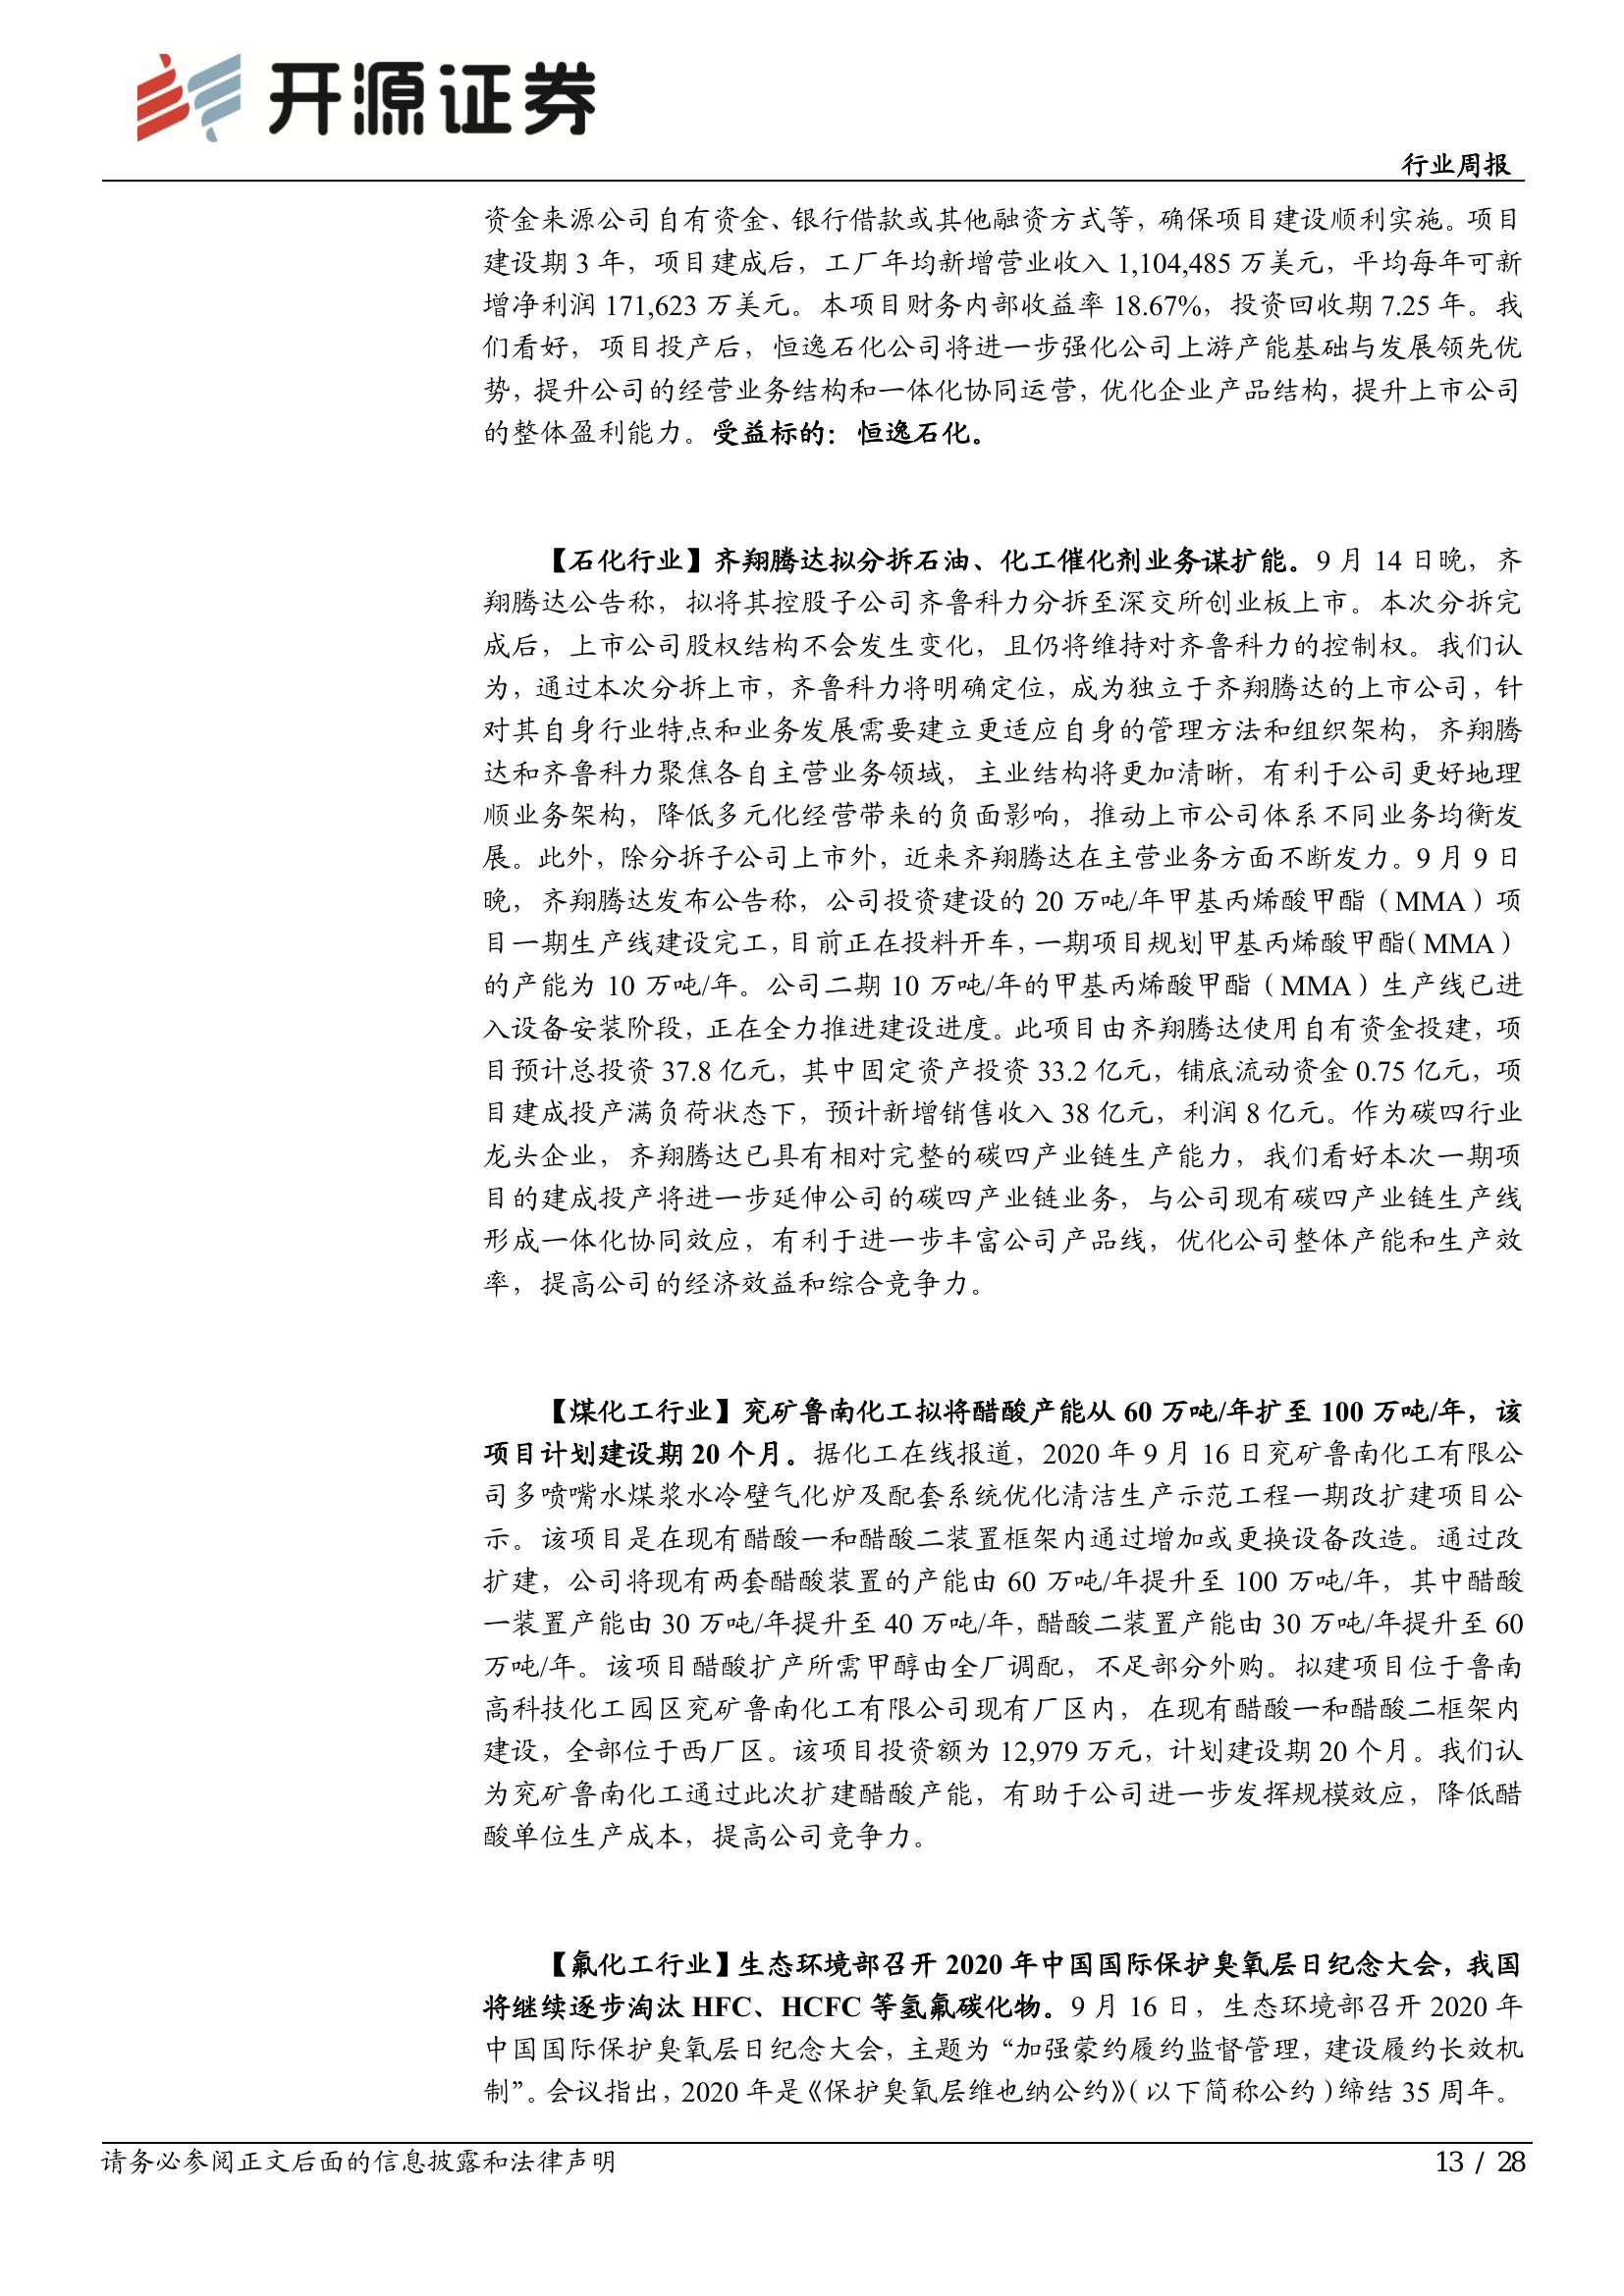 开源证券
行业周报
资金来源公司自有资金、银行借款或其他融资方式等，确保项目建设顺利实施。项目
建设期 3 年，项目建成后，工厂年均新增营业收入 1,104,485 万美元，平均每年可新
增净利润 171,623 万美元。本项目财务内部收益率 18.67%，投资回收期 7.25 年。我
们看好，项目投产后，恒逸石化公司将进一步强化公司上游产能基础与发展领先优
势，提升公司的经营业务结构和一体化协同运营，优化企业产品结构，提升上市公司
的整体盈利能力。受益标的：恒逸石化。
【石化行业】齐翔腾达拟分拆石油、化工催化剂业务谋扩能。9 月 14 日晚，齐
翔腾达公告称，拟将其控股子公司齐鲁科力分拆至深交所创业板上市。本次分拆完
成后，上市公司股权结构不会发生变化，且仍将维持对齐鲁科力的控制权。我们认
为，通过本次分拆上市，齐鲁科力将明确定位，成为独立于齐翔腾达的上市公司，针
对其自身行业特点和业务发展需要建立更适应自身的管理方法和组织架构，齐翔腾
达和齐鲁科力聚焦各自主营业务领域，主业结构将更加清晰，有利于公司更好地理
顺业务架构，降低多元化经营带来的负面影响，推动上市公司体系不同业务均衡发
展。此外，除分拆子公司上市外，近来齐翔腾达在主营业务方面不断发力。9 月 9 日
晚，齐翔腾达发布公告称，公司投资建设的 20 万吨/年甲基丙烯酸甲酯（MMA）项
目一期生产线建设完工，目前正在投料开车，一期项目规划甲基丙烯酸甲酯（MMA）
的产能为 10 万吨/年。公司二期 10 万吨/年的甲基丙烯酸甲酯（MMA）生产线已进
入设备安装阶段，正在全力推进建设进度。此项目由齐翔腾达使用自有资金投建，项
目预计总投资 37.8 亿元，其中固定资产投资 33.2 亿元，铺底流动资金 0.75 亿元，项
目建成投产满负荷状态下，预计新增销售收入 38 亿元，利润 8 亿元。作为碳四行业
龙头企业，齐翔腾达已具有相对完整的碳四产业链生产能力，我们看好本次一期项
目的建成投产将进一步延伸公司的碳四产业链业务，与公司现有碳四产业链生产线
形成一体化协同效应，有利于进一步丰富公司产品线，优化公司整体产能和生产效
率，提高公司的经济效益和综合竞争力。
【煤化工行业】兖矿鲁南化工拟将醋酸产能从 60 万吨/年扩至 100 万吨/年，该
项目计划建设期 20 个月。据化工在线报道，2020 年 9 月 16 日兖矿鲁南化工有限公
司多喷嘴水煤浆水冷壁气化炉及配套系统优化清洁生产示范工程一期改扩建项目公
示。该项目是在现有醋酸一和醋酸二装置框架内通过增加或更换设备改造。通过改
扩建，公司将现有两套醋酸装置的产能由 60 万吨/年提升至 100 万吨/年，其中醋酸
一装置产能由 30 万吨/年提升至 40 万吨/年，醋酸二装置产能由 30 万吨/年提升至 60
万吨/年。该项目醋酸扩产所需甲醇由全厂调配，不足部分外购。拟建项目位于鲁南
高科技化工园区兖矿鲁南化工有限公司现有厂区内，在现有醋酸一和醋酸二框架内
建设，全部位于西厂区。该项目投资额为 12,979 万元，计划建设期 20 个月。我们认
为兖矿鲁南化工通过此次扩建醋酸产能，有助于公司进一步发挥规模效应，降低醋
酸单位生产成本，提高公司竞争力。
【氟化工行业】生态环境部召开 2020 年中国国际保护臭氧层日纪念大会，我国
将继续逐步淘汰 HFC、HCFC 等氢氟碳化物。9 月 16 日，生态环境部召开 2020 年
中国国际保护臭氧层日纪念大会，主题为“加强蒙约履约监督管理，建设履约长效机
制”。会议指出，2020 年是《保护臭氧层维也纳公约》（以下简称公约）缔结 35 周年。
请务必参阅正文后面的信息披露和法律声明
13 / 28